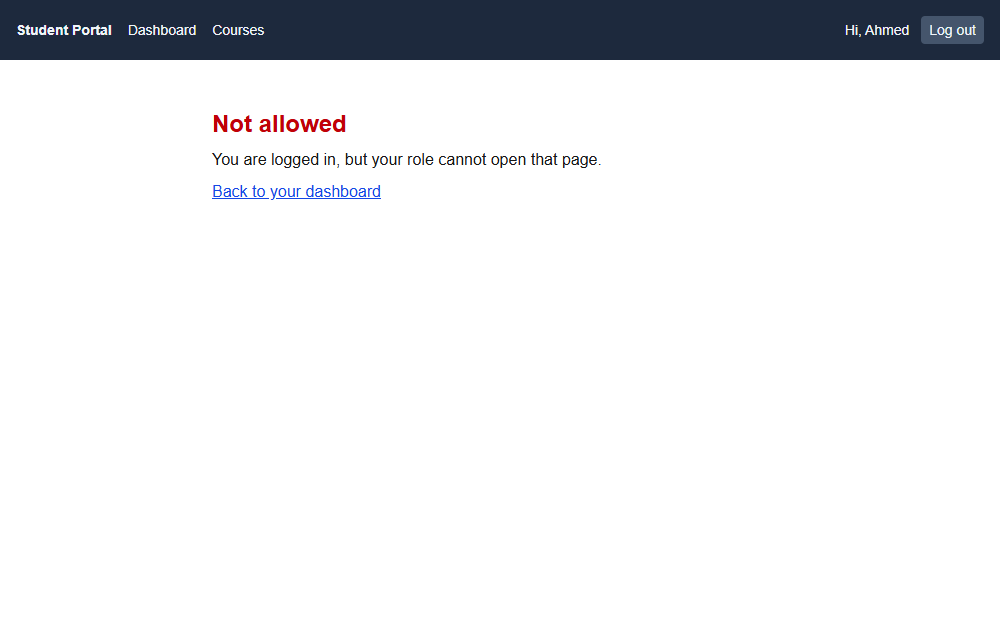 Student Portal Dashboard Courses Hi, Ahmed Log out
Not allowed
You are logged in, but your role cannot open that page.
Back to your dashboard